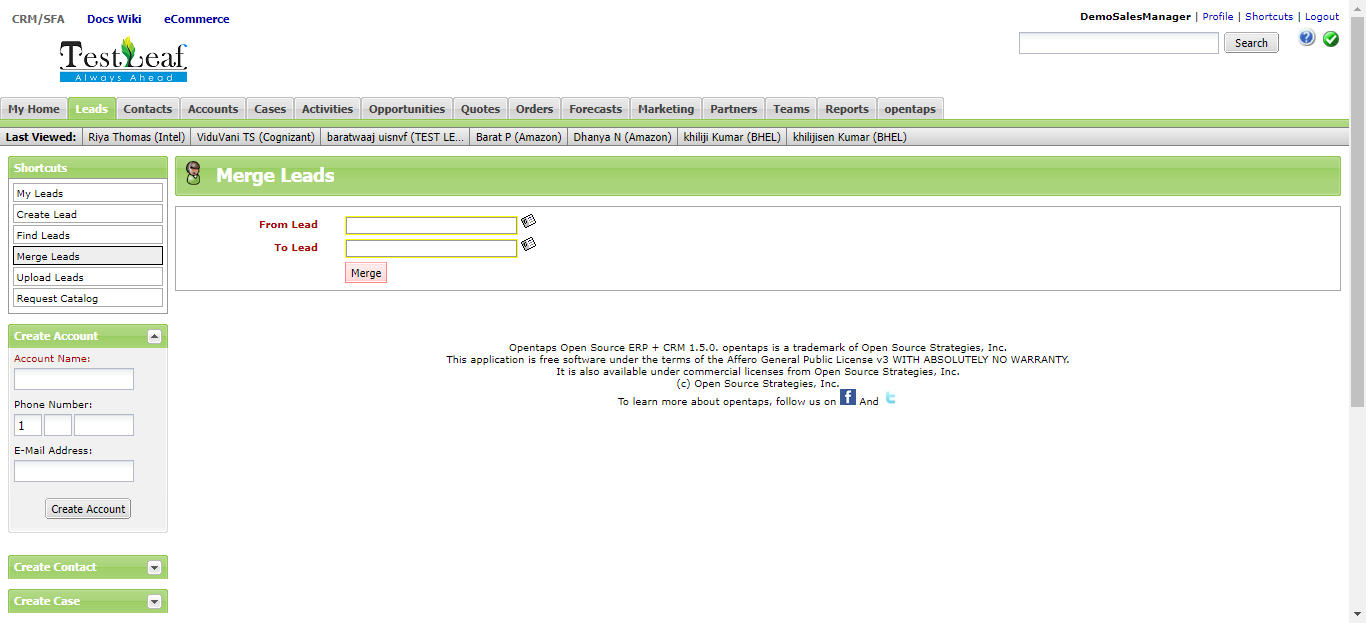 CRM/SFA Docs Wiki eCommerce
DemoSalesManager | Profile | Shortcuts | Logout
TestLeaf
Always Ahead
Search
My Home Leads Contacts Accounts Cases Activities Opportunities Quotes Orders Forecasts Marketing Partners Teams Reports opentaps
Last Viewed: Riya Thomas (Intel) ViduVani TS (Cognizant) baratwaaj uisnvf (TEST LE... Barat P (Amazon) Dhanya N (Amazon) khiliji Kumar (BHEL) khilijisen Kumar (BHEL)
Shortcuts
My Leads
Create Lead
Find Leads
Merge Leads
Upload Leads
Request Catalog
Create Account
Account Name:
Phone Number:
1
E-Mail Address:
Create Account
Create Contact
Create Case
Merge Leads
From Lead
To Lead
Merge
Opentaps Open Source ERP + CRM 1.5.0. opentaps is a trademark of Open Source Strategies, Inc.
This application is free software under the terms of the Affero General Public License v3 WITH ABSOLUTELY NO WARRANTY.
It is also available under commercial licenses from Open Source Strategies, Inc.
(c) Open Source Strategies, Inc.
To learn more about opentaps, follow us on f And t